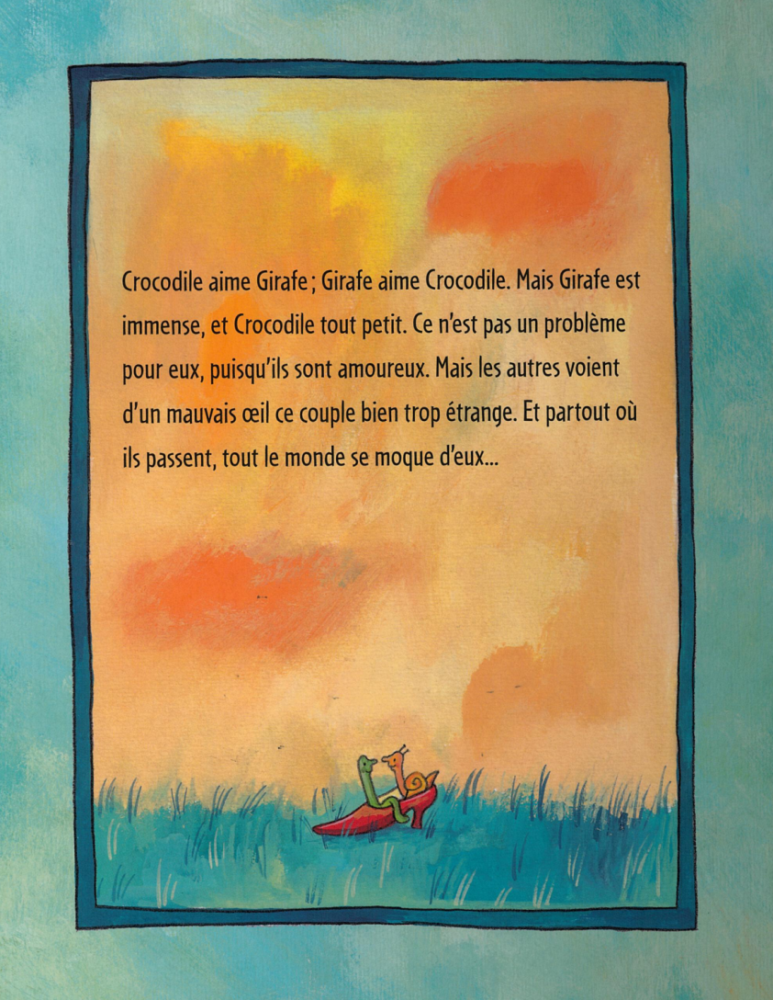 Crocodile aime Girafe ; Girafe aime Crocodile. Mais Girafe est
immense, et Crocodile tout petit. Ce n'est pas un problème
pour eux, puisqu'ils sont amoureux. Mais les autres voient
d'un mauvais œil ce couple bien trop étrange. Et partout où
ils passent, tout le monde se moque d'eux...